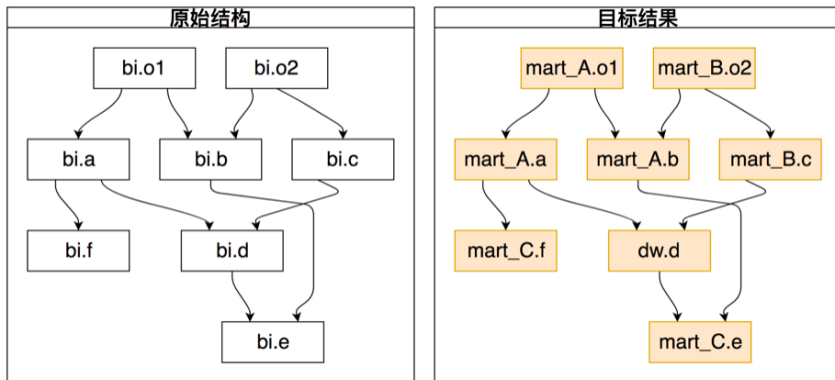 原始结构
目标结果
bi.o1
bi.o2
mart_A.o1
mart_B.o2
bi.a
bi.b
bi.c
mart_A.a
mart_A.b
mart_B.c
bi.f
bi.d
mart_C.f
dw.d
bi.e
mart_C.e